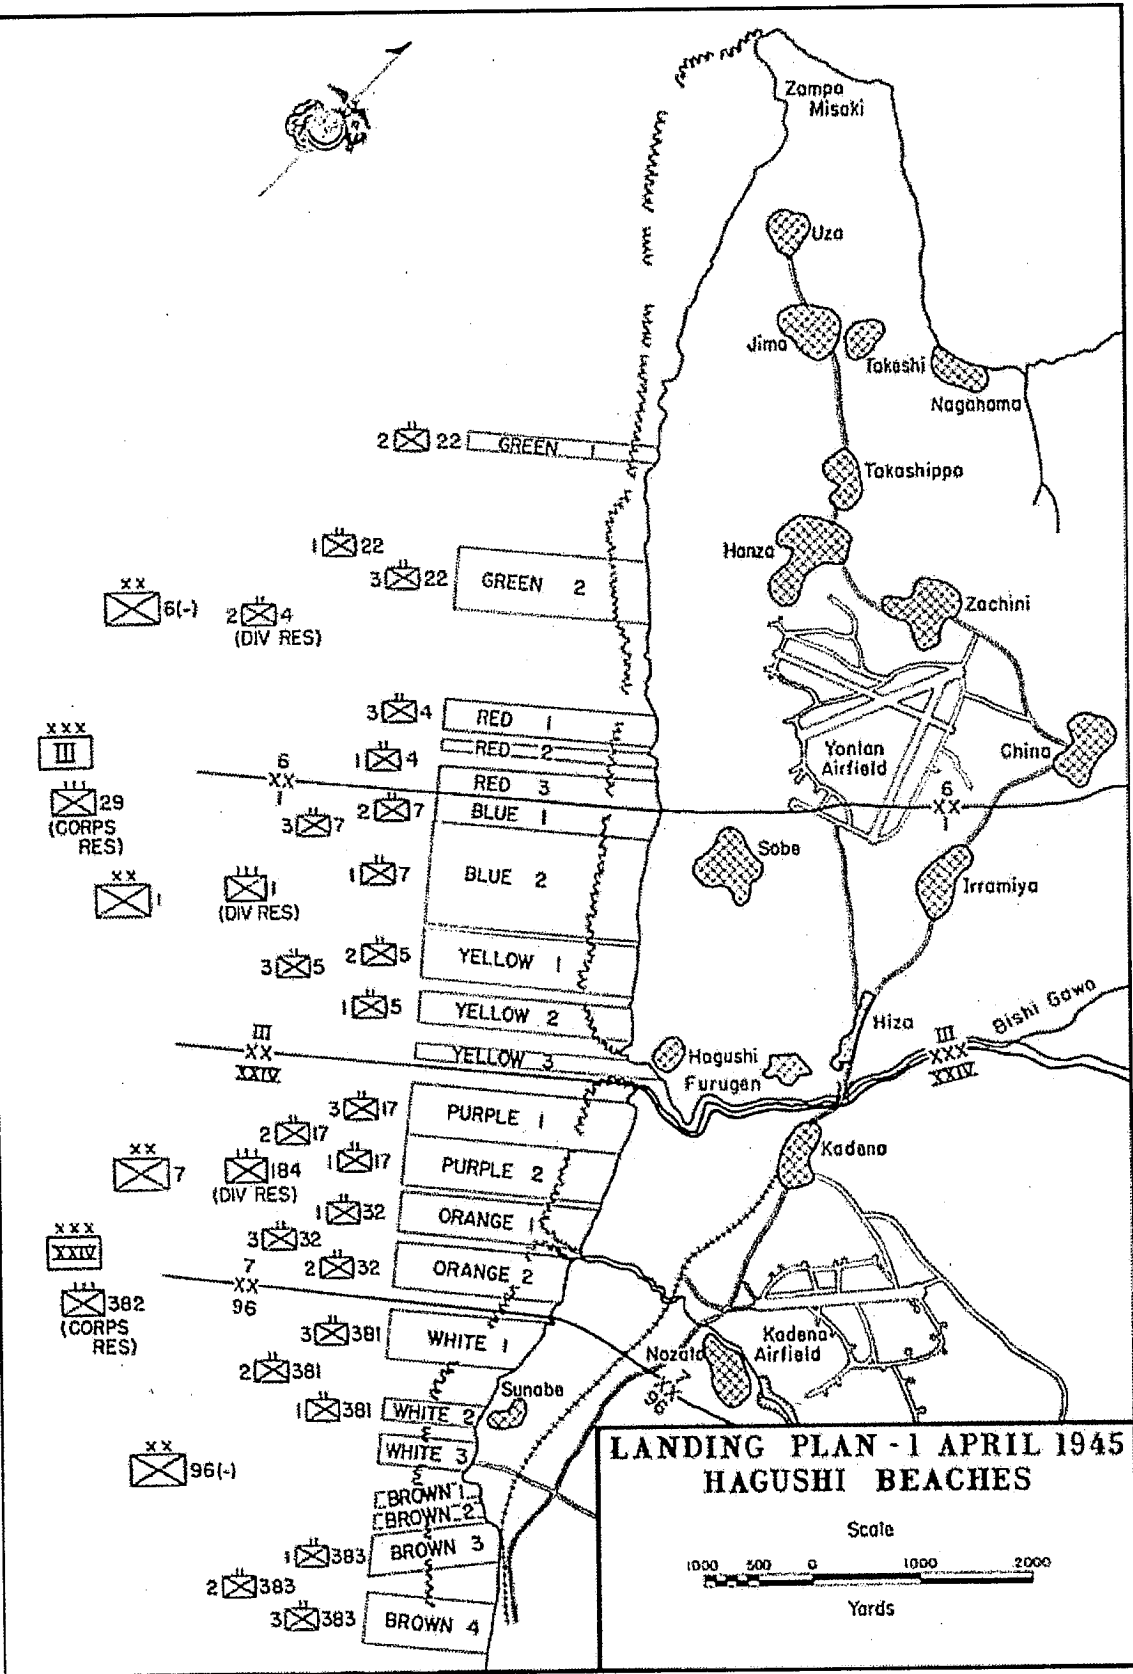 Zampa
Misaki
Uza
Jima
Takeshi
Nagahama
2 22 GREEN 1
Takashippa
1 22
Hanza
3 22 GREEN 2
XX
6(-)
2 4
(DIV RES)
Zachini
3 4 RED 1
XXX
III
1 4 RED 2
Yontan
Airfield
China
6
XX
1
RED 3
6
XX
1
29
(CORPS
RES)
3 7
2 7 BLUE 1
Sobe
1 7 BLUE 2
Irramiya
XX
1
1
(DIV RES)
3 5
2 5 YELLOW 1
1 5 YELLOW 2
Hiza
Bishi Gawa
III
XX
XXIV
YELLOW 3
Hagushi
Furugen
III
XXX
XXIV
3 17 PURPLE 1
2 17
Kadena
XX
7
184
(DIV RES)
1 17 PURPLE 2
1 32 ORANGE 1
XXX
XXIV
3 32
2 32 ORANGE 2
7
XX
96
382
(CORPS
RES)
3 381 WHITE 1
Kadena
Airfield
Nozato
7
XX
96
2 381
Sunabe
1 381 WHITE 2
WHITE 3
XX
96(-)
BROWN 1
BROWN 2
1 383 BROWN 3
2 383
3 383 BROWN 4
LANDING PLAN - 1 APRIL 1945
HAGUSHI BEACHES
Scale
1000 500 0 1000 2000
Yards